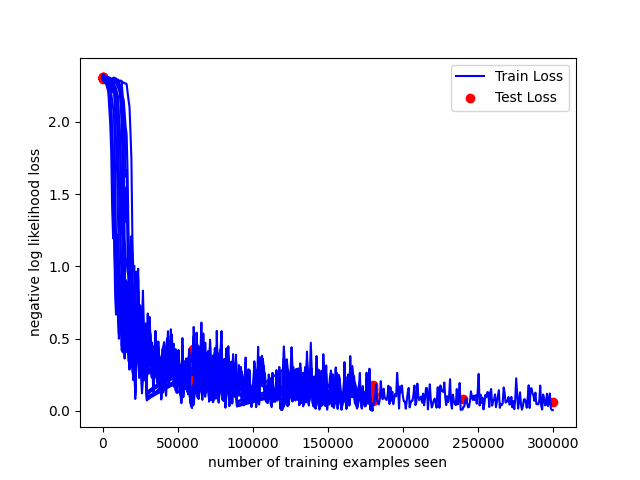 Train Loss
Test Loss
negative log likelihood loss
2.0
1.5
1.0
0.5
0.0
0 50000 100000 150000 200000 250000 300000
number of training examples seen